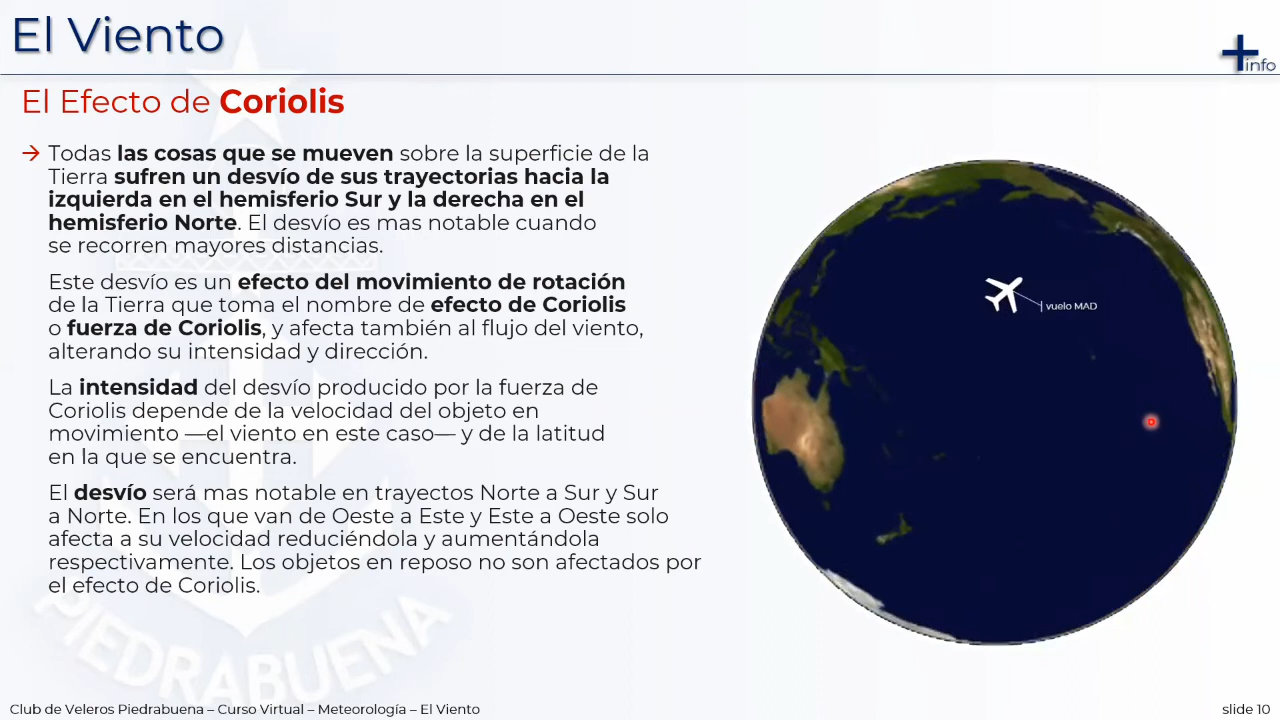 El Viento
+info
El Efecto de Coriolis
→ Todas las cosas que se mueven sobre la superficie de la
Tierra sufren un desvío de sus trayectorias hacia la
izquierda en el hemisferio Sur y la derecha en el
hemisferio Norte. El desvío es mas notable cuando
se recorren mayores distancias.
Este desvío es un efecto del movimiento de rotación
de la Tierra que toma el nombre de efecto de Coriolis
o fuerza de Coriolis, y afecta también al flujo del viento,
alterando su intensidad y dirección.
La intensidad del desvío producido por la fuerza de
Coriolis depende de la velocidad del objeto en
movimiento —el viento en este caso— y de la latitud
en la que se encuentra.
El desvío será mas notable en trayectos Norte a Sur y Sur
a Norte. En los que van de Oeste a Este y Este a Oeste solo
afecta a su velocidad reduciéndola y aumentándola
respectivamente. Los objetos en reposo no son afectados por
el efecto de Coriolis.
vuelo MAD
PIEDRABUENA
Club de Veleros Piedrabuena – Curso Virtual – Meteorología – El Viento
slide 10